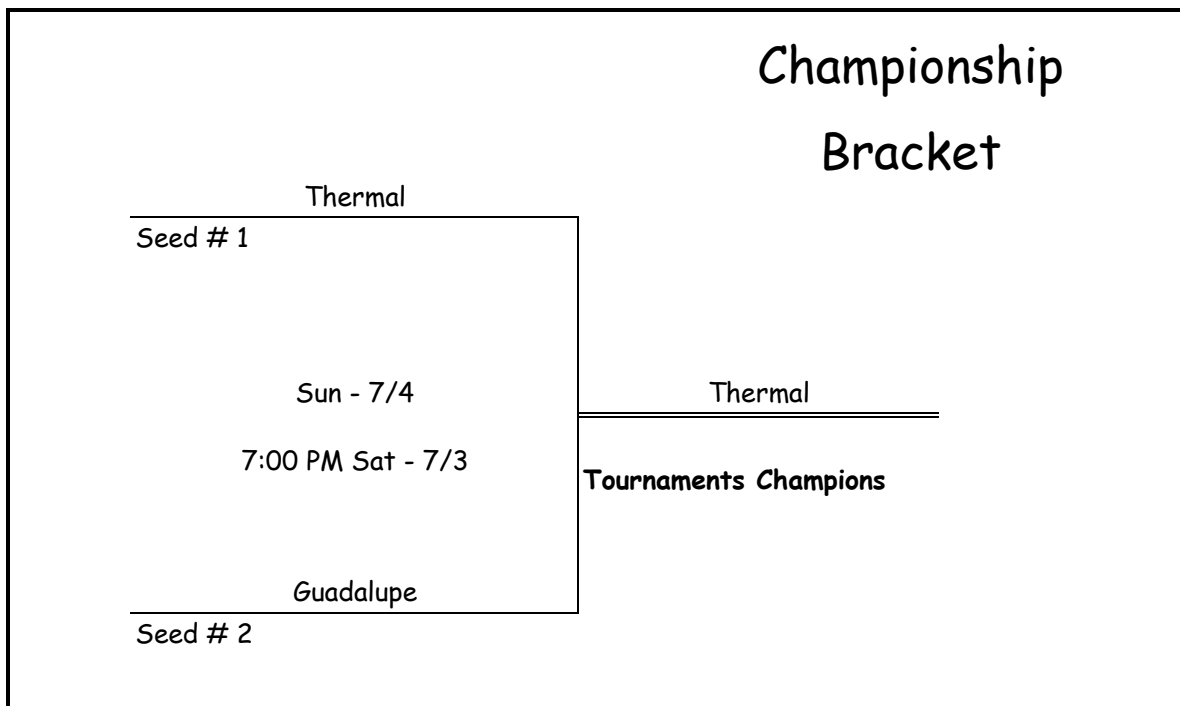 Championship
Bracket
Thermal
Seed # 1
Sun - 7/4
Thermal
7:00 PM Sat - 7/3
Tournaments Champions
Guadalupe
Seed # 2